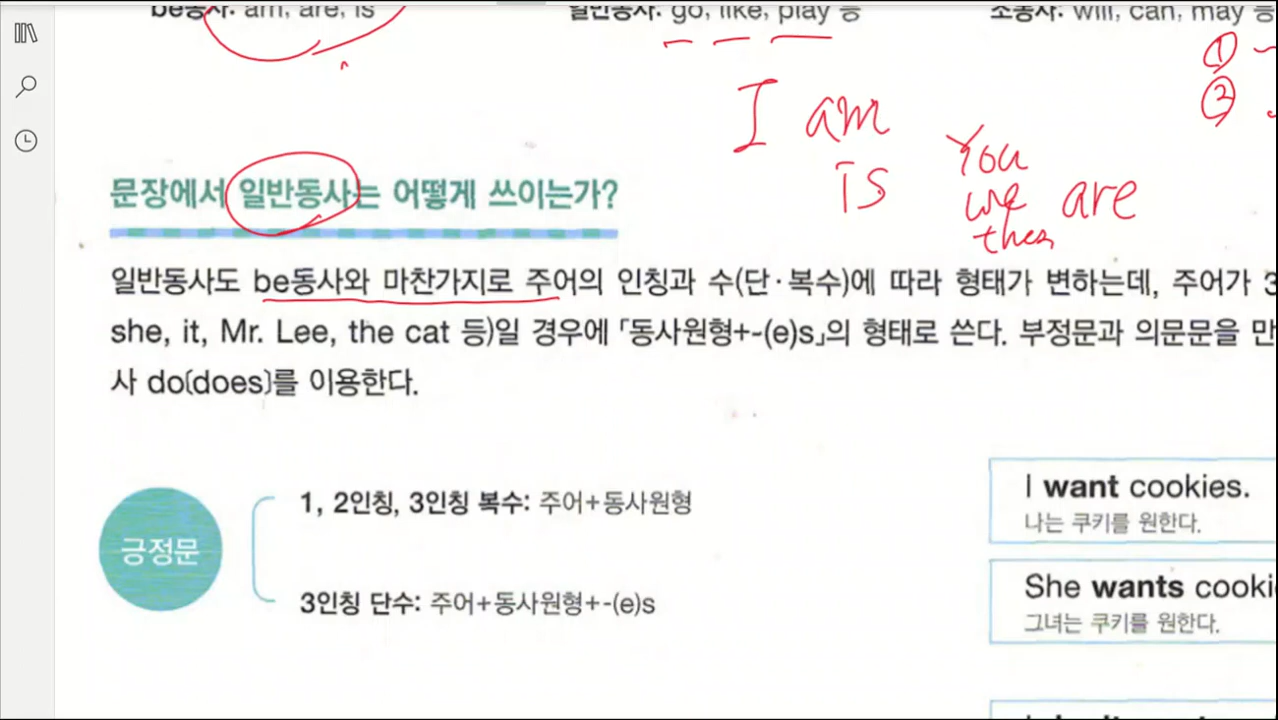 be동사: am, are, is
일반동사: go, like, play 등
조동사: will, can, may 등
① 
②
I am
is
You
we are
they
문장에서 일반동사는 어떻게 쓰이는가?
일반동사도 be동사와 마찬가지로 주어의 인칭과 수(단·복수)에 따라 형태가 변하는데, 주어가 3
she, it, Mr. Lee, the cat 등)일 경우에 「동사원형+-(e)s」의 형태로 쓴다. 부정문과 의문문을 만
사 do(does)를 이용한다.
긍정문
1, 2인칭, 3인칭 복수: 주어+동사원형
I want cookies.
나는 쿠키를 원한다.
3인칭 단수: 주어+동사원형+-(e)s
She wants cooki
그녀는 쿠키를 원한다.